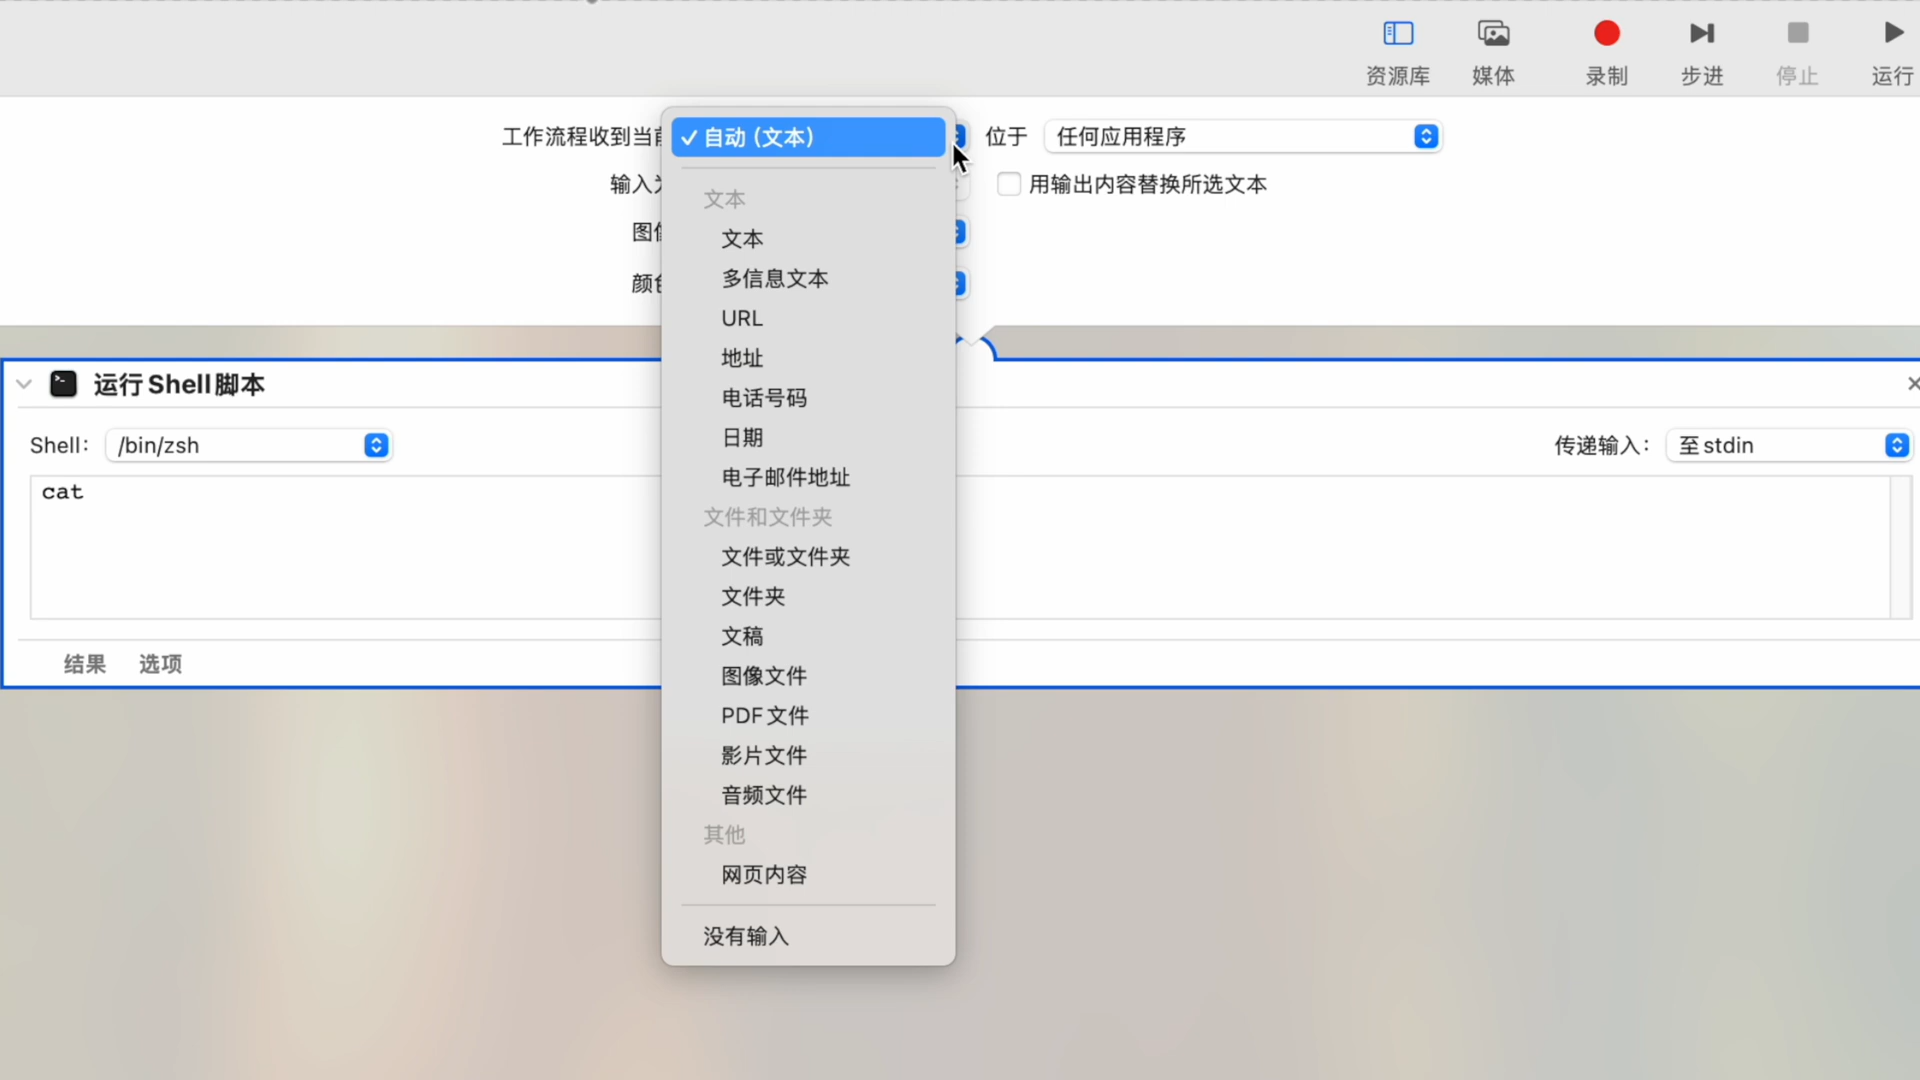 资源库
媒体
录制
步进
停止
运行
工作流程收到当
自动 (文本)
位于
任何应用程序
输入
用输出内容替换所选文本
图
颜
文本
文本
多信息文本
URL
地址
电话号码
日期
电子邮件地址
文件和文件夹
文件或文件夹
文件夹
文稿
图像文件
PDF 文件
影片文件
音频文件
其他
网页内容
没有输入
运行 Shell 脚本
Shell:
/bin/zsh
传递输入：
至 stdin
cat
结果
选项